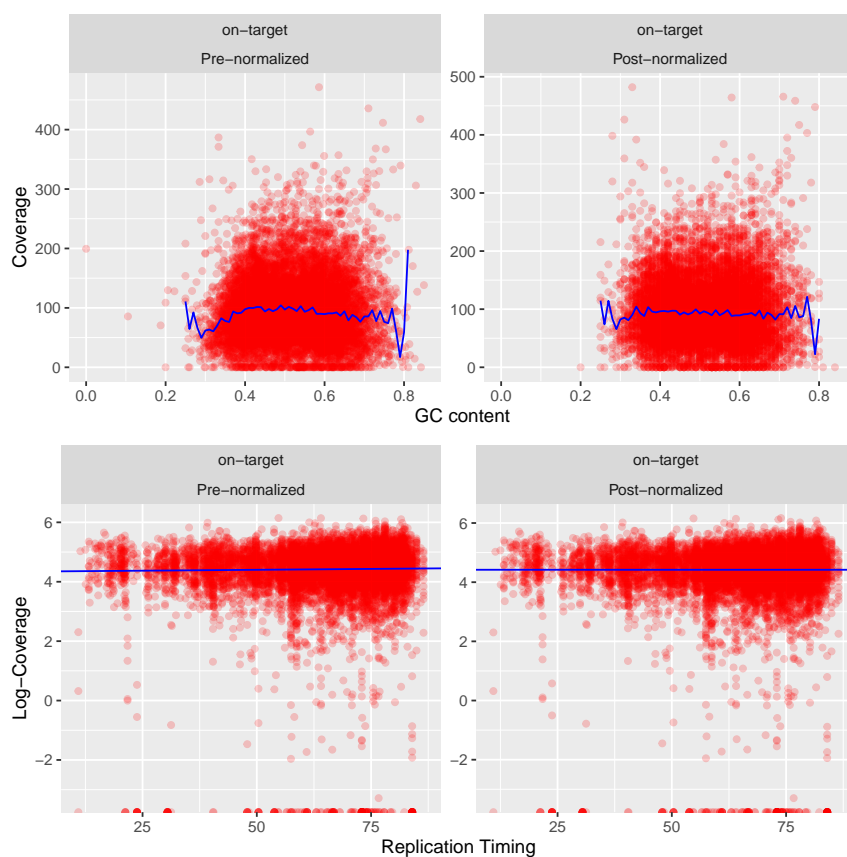 on−target
on−target
Pre−normalized
Post−normalized
Coverage
400
300
200
100
0
500
400
300
200
100
0
0.0 0.2 0.4 0.6 0.8
0.0 0.2 0.4 0.6 0.8
GC content
on−target
on−target
Pre−normalized
Post−normalized
Log−Coverage
6
4
2
0
−2
6
4
2
0
−2
25 50 75
25 50 75
Replication Timing